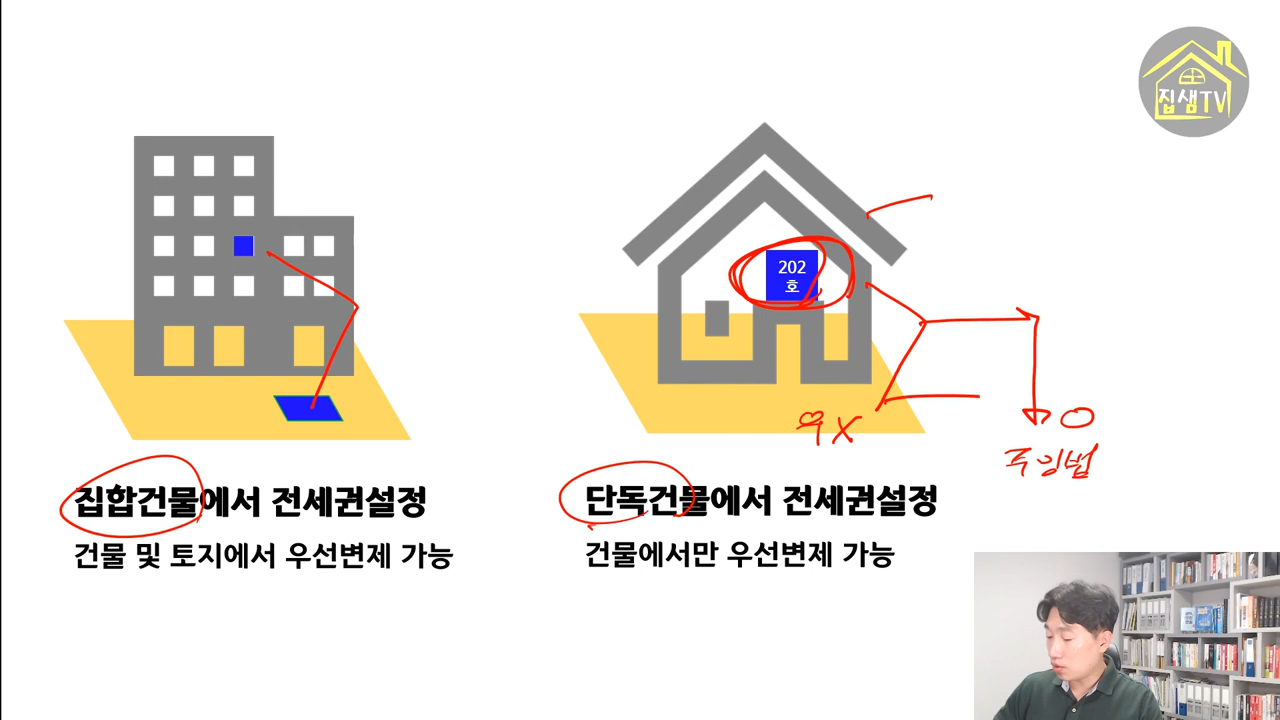 집샘TV
202
호
우X
O
주임법
집합건물에서 전세권설정
단독건물에서 전세권설정
건물 및 토지에서 우선변제 가능
건물에서만 우선변제 가능